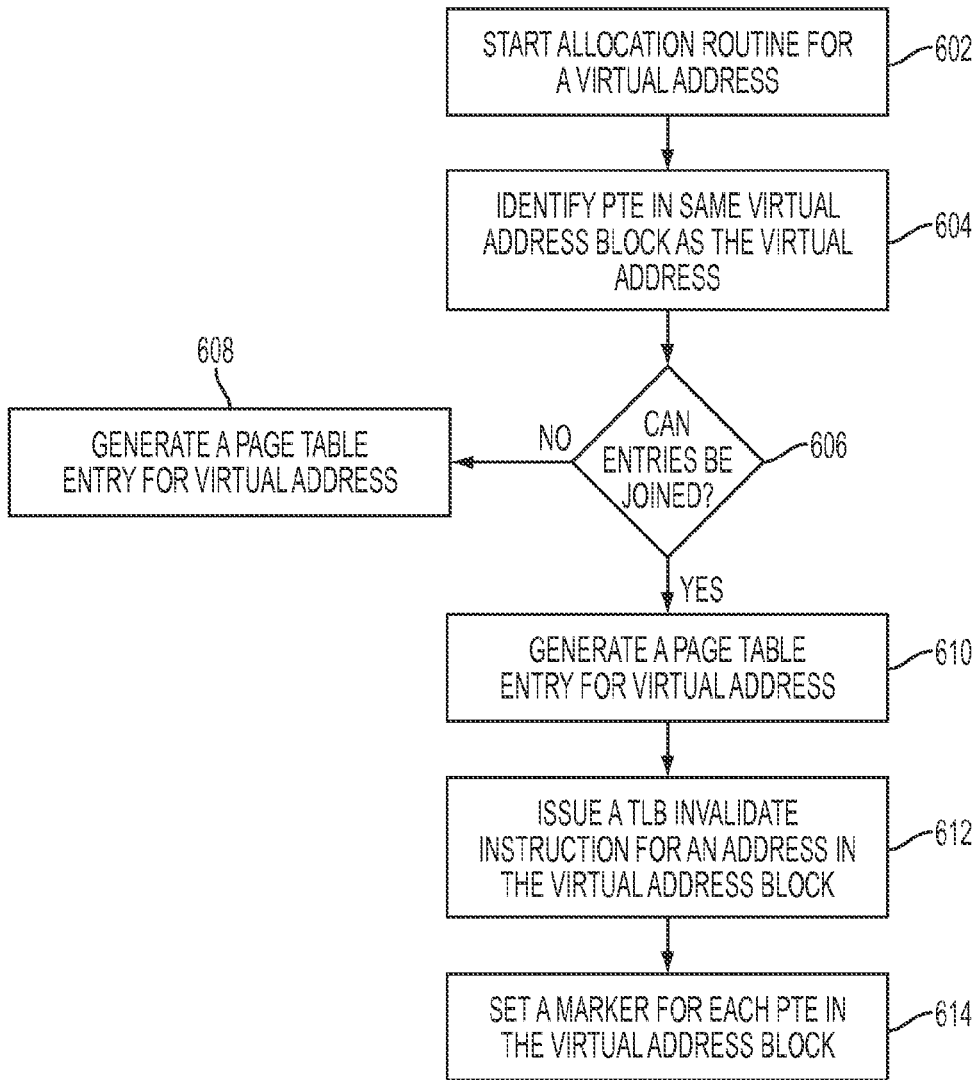 START ALLOCATION ROUTINE FOR
A VIRTUAL ADDRESS
602
IDENTIFY PTE IN SAME VIRTUAL
ADDRESS BLOCK AS THE VIRTUAL
ADDRESS
604
608
GENERATE A PAGE TABLE
ENTRY FOR VIRTUAL ADDRESS
NO
CAN
ENTRIES BE
JOINED?
606
YES
GENERATE A PAGE TABLE
ENTRY FOR VIRTUAL ADDRESS
610
ISSUE A TLB INVALIDATE
INSTRUCTION FOR AN ADDRESS IN
THE VIRTUAL ADDRESS BLOCK
612
SET A MARKER FOR EACH PTE IN
THE VIRTUAL ADDRESS BLOCK
614